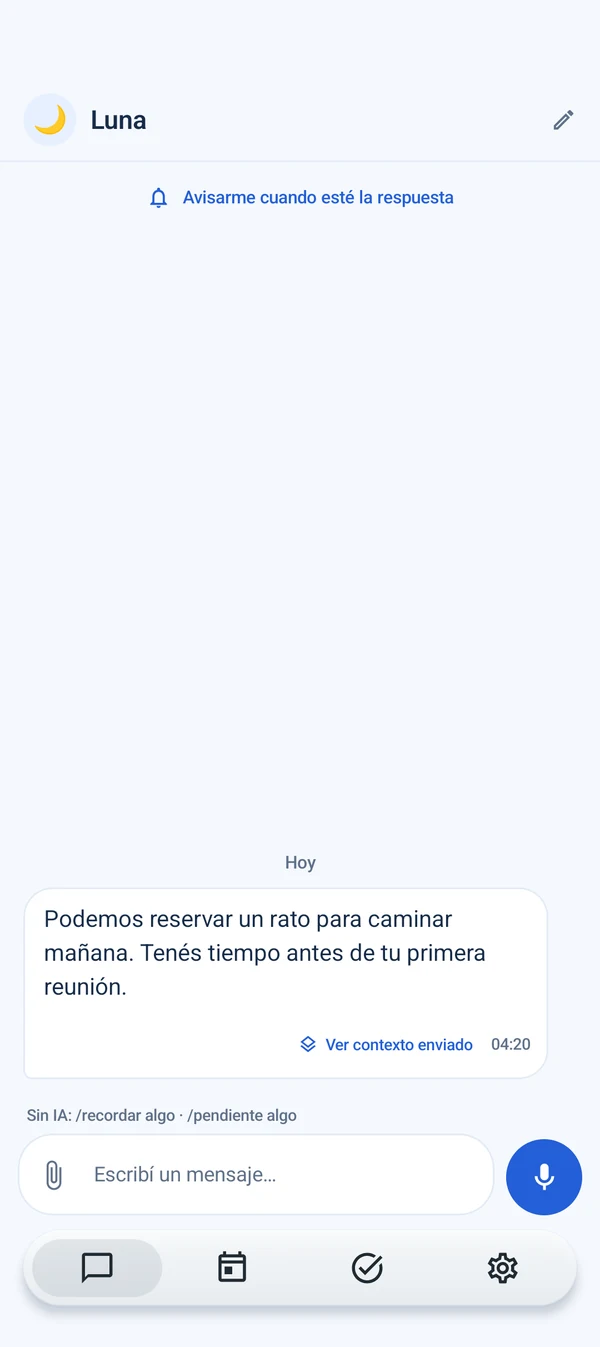 Luna
Avisarme cuando esté la respuesta
Hoy
Podemos reservar un rato para caminar
mañana. Tenés tiempo antes de tu primera
reunión.
Ver contexto enviado 04:20
Sin IA: /recordar algo · /pendiente algo
Escribí un mensaje...